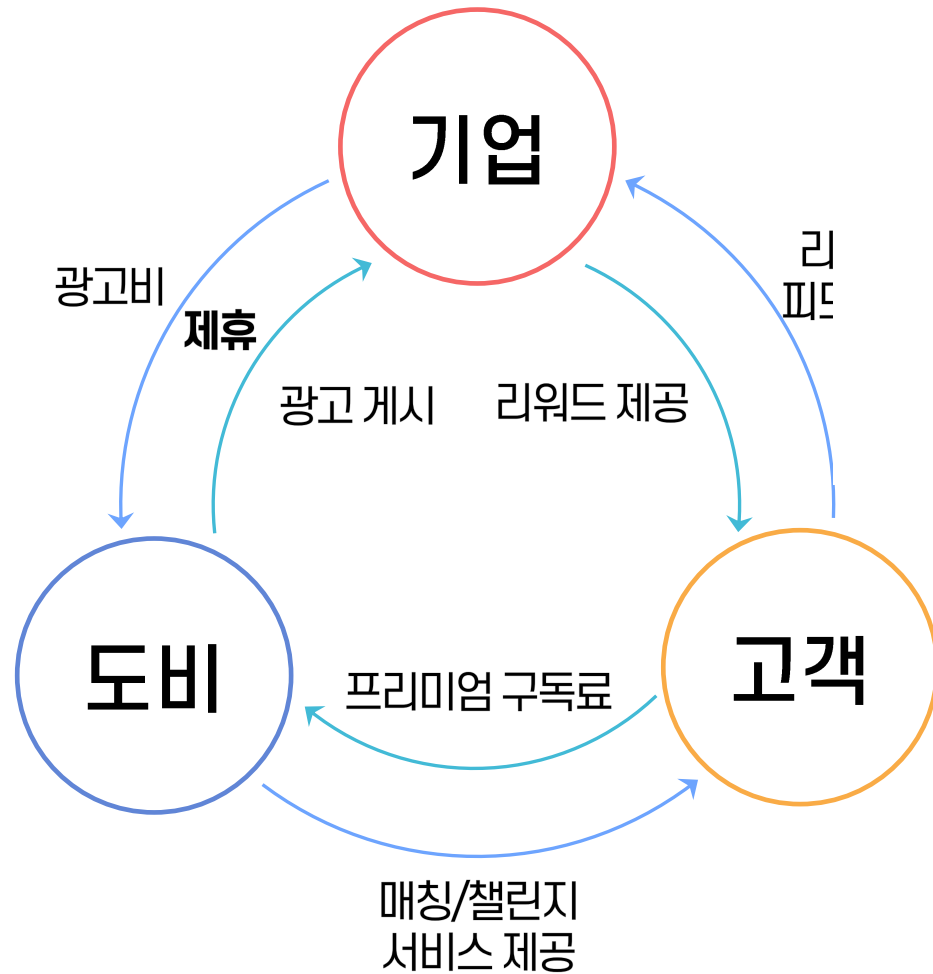 기업
광고비
제휴
광고 게시
리워드 제공
도비
고객
프리미엄 구독료
매칭/챌린지
서비스 제공